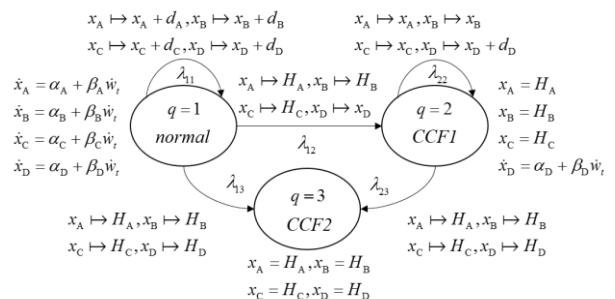 x_A ↦ x_A + d_A, x_B ↦ x_B + d_B
x_C ↦ x_C + d_C, x_D ↦ x_D + d_D
x_A ↦ x_A, x_B ↦ x_B
x_C ↦ x_C, x_D ↦ x_D + d_D
λ_11
λ_22
ẋ_A = α_A + β_A ẇ_t
ẋ_B = α_B + β_B ẇ_t
ẋ_C = α_C + β_C ẇ_t
ẋ_D = α_D + β_D ẇ_t
q = 1
normal
x_A ↦ H_A, x_B ↦ H_B
x_C ↦ H_C, x_D ↦ x_D
λ_12
q = 2
CCF1
x_A = H_A
x_B = H_B
x_C = H_C
ẋ_D = α_D + β_D ẇ_t
λ_13
λ_23
q = 3
CCF2
x_A ↦ H_A, x_B ↦ H_B
x_C ↦ H_C, x_D ↦ H_D
x_A ↦ H_A, x_B ↦ H_B
x_C ↦ H_C, x_D ↦ H_D
x_A = H_A, x_B = H_B
x_C = H_C, x_D = H_D